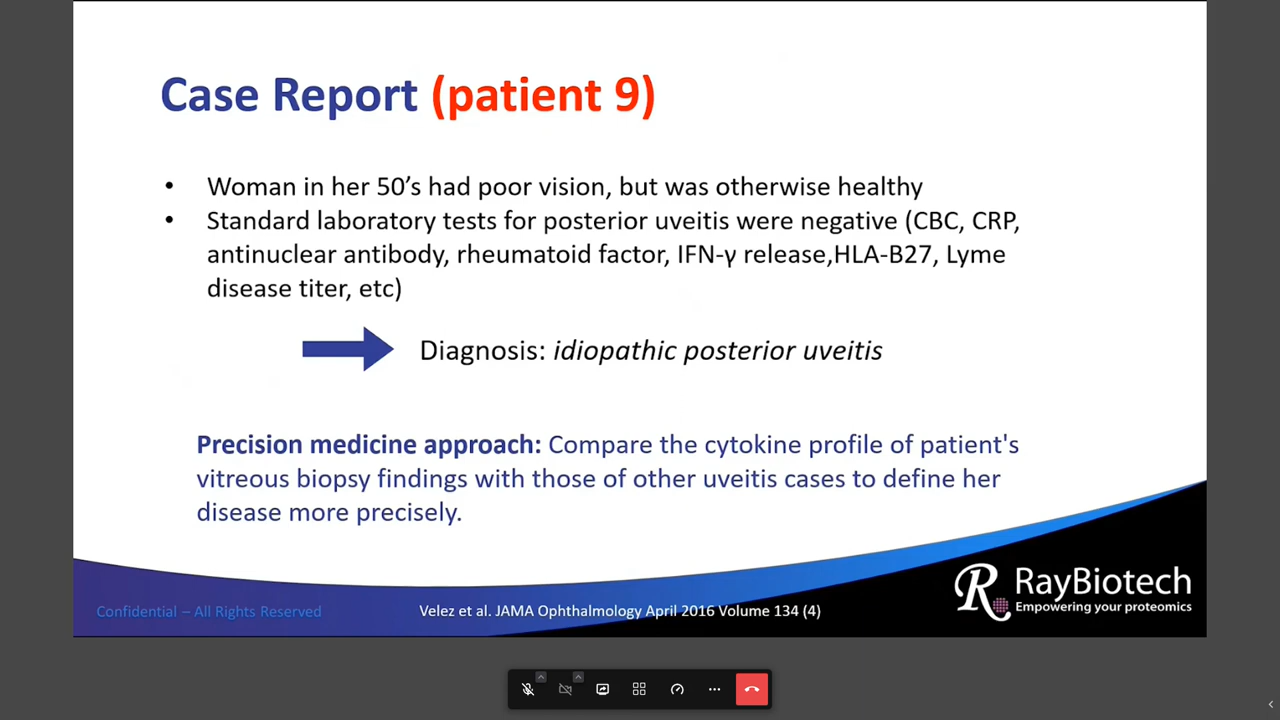 Case Report (patient 9)
• Woman in her 50's had poor vision, but was otherwise healthy
• Standard laboratory tests for posterior uveitis were negative (CBC, CRP,
antinuclear antibody, rheumatoid factor, IFN-γ release,HLA-B27, Lyme
disease titer, etc)
Diagnosis: idiopathic posterior uveitis
Precision medicine approach: Compare the cytokine profile of patient's
vitreous biopsy findings with those of other uveitis cases to define her
disease more precisely.
Confidential – All Rights Reserved
Velez et al. JAMA Ophthalmology April 2016 Volume 134 (4)
R
RayBiotech
Empowering your proteomics